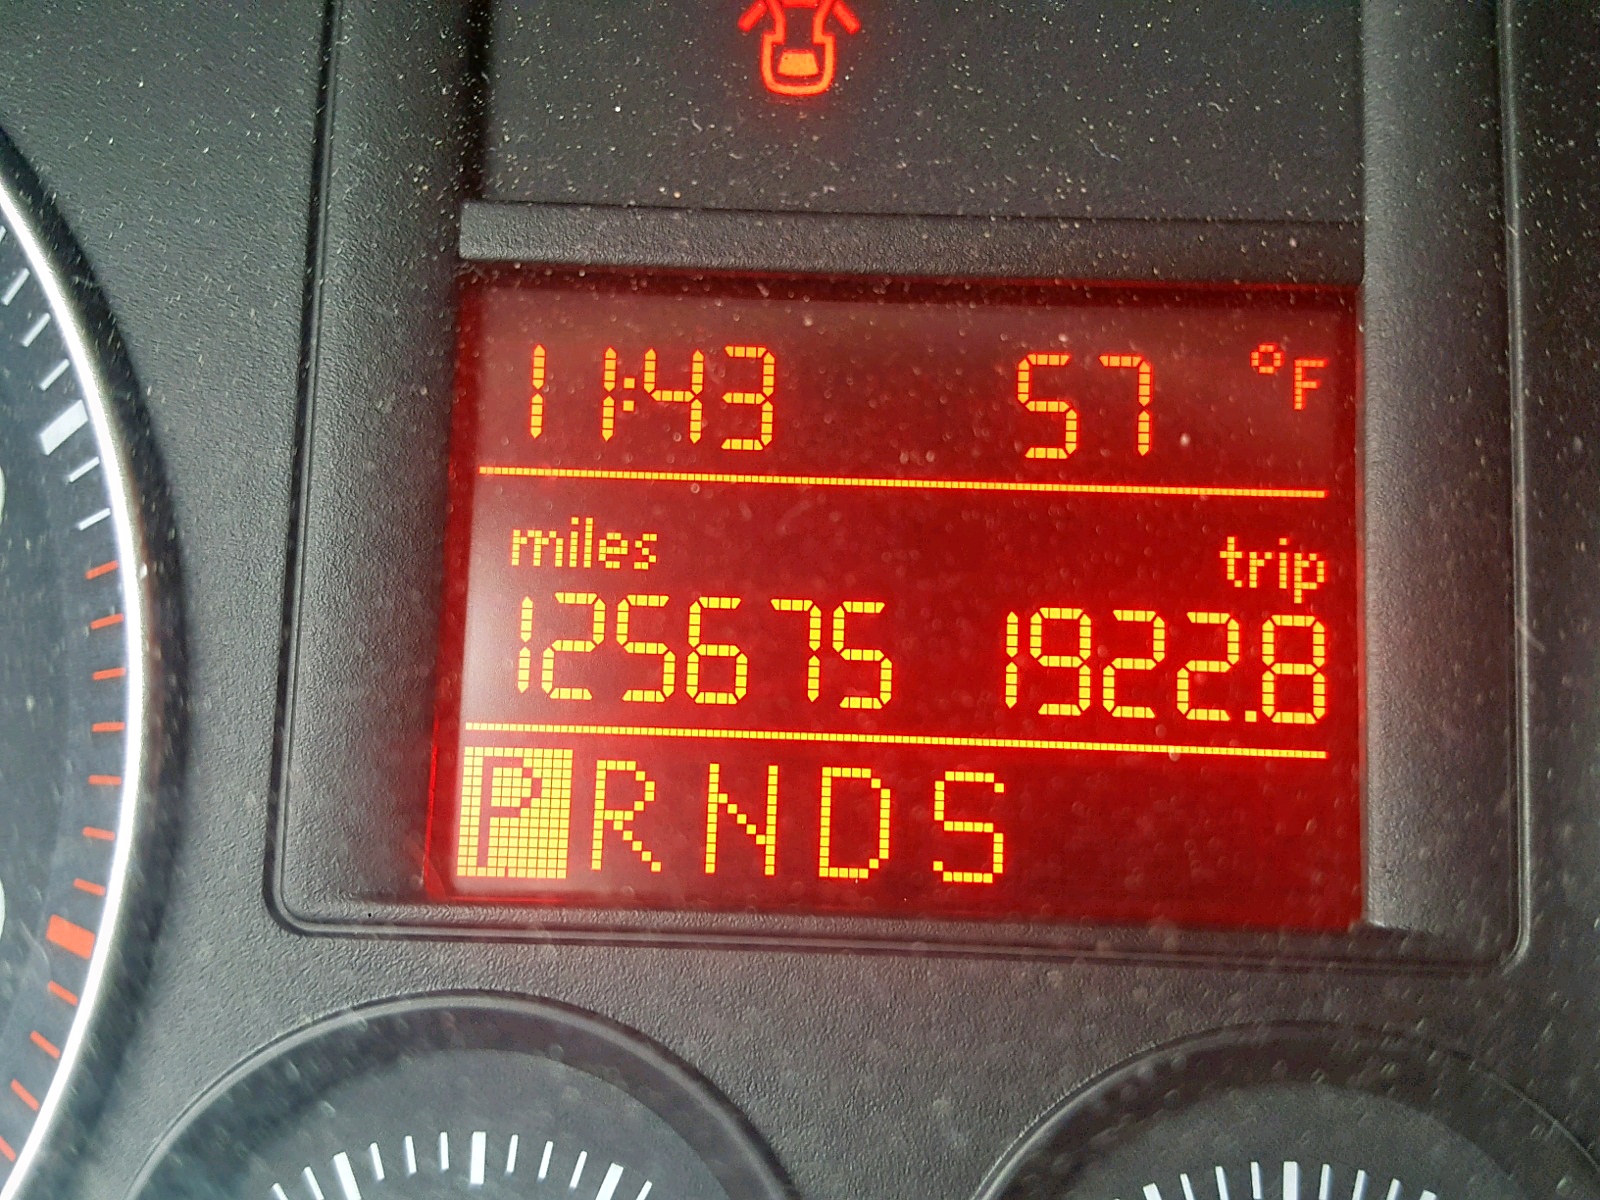 11:43 57 °F
miles trip
125675 1922.8
P R N D S